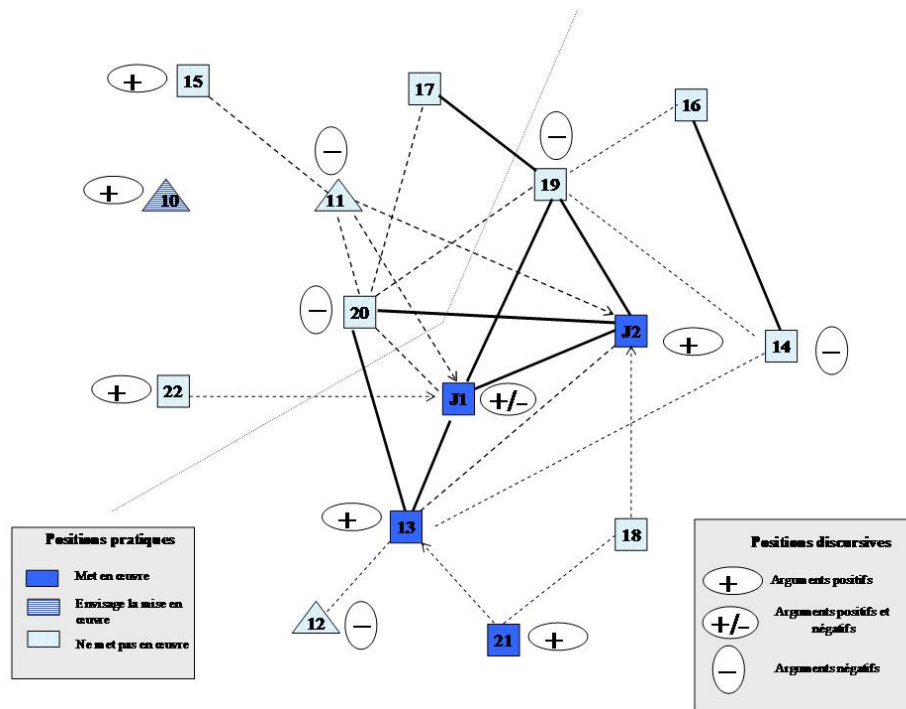 + 15
17
16
+ 10
– 11
– 19
– 20
J2 +
14 –
+ 22
J1 +/–
+ 13
18
12 –
21 +
Positions pratiques
Met en œuvre
Envisage la mise en
œuvre
Ne met pas en œuvre
Positions discursives
+ Arguments positifs
+/– Arguments positifs et
négatifs
– Arguments négatifs